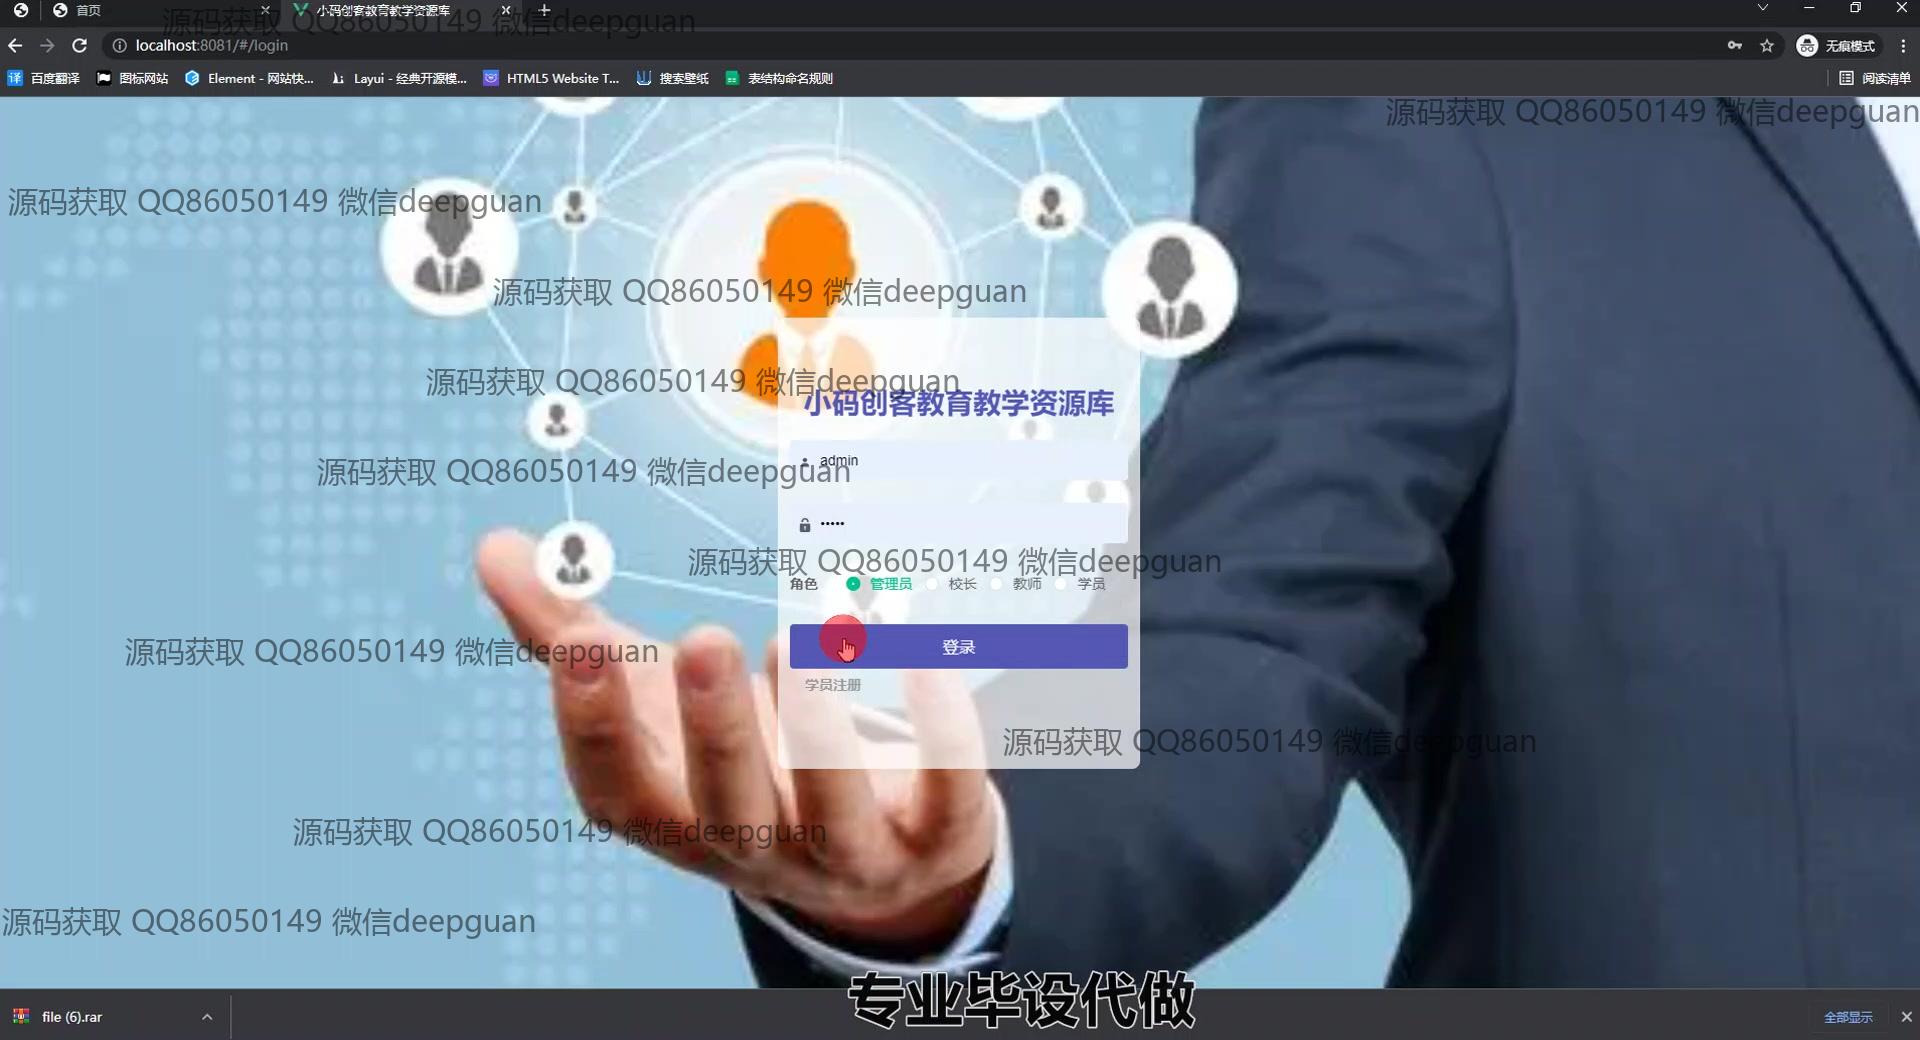 首页
小码创客教育教学资源库
源码获取 QQ86050149 微信deepguan
localhost:8081/#/login
无痕模式
百度翻译
图标网站
Element - 网站快...
Layui - 经典开源模...
HTML5 Website T...
搜索壁纸
表结构命名规则
阅读清单
源码获取 QQ86050149 微信deepguan
源码获取 QQ86050149 微信deepguan
源码获取 QQ86050149 微信deepguan
源码获取 QQ86050149 微信deepguan
小码创客教育教学资源库
admin
源码获取 QQ86050149 微信deepguan
•••••
源码获取 QQ86050149 微信deepguan
角色 管理员 校长 教师 学员
登录
源码获取 QQ86050149 微信deepguan
学员注册
源码获取 QQ86050149 微信deepguan
源码获取 QQ86050149 微信deepguan
源码获取 QQ86050149 微信deepguan
专业毕设代做
file (6).rar
全部显示